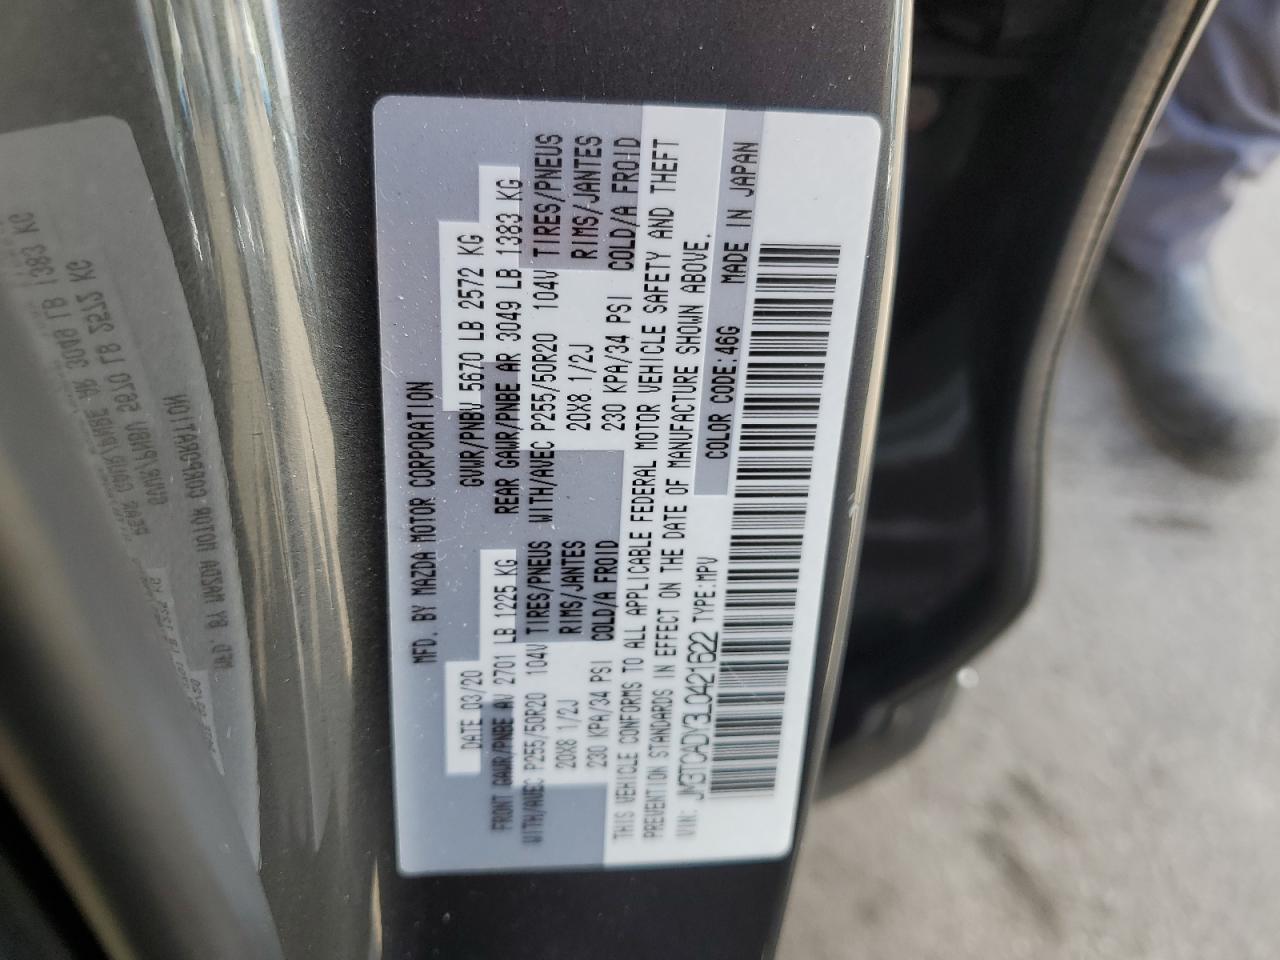 MFD. BY MAZDA MOTOR CORPORATION
DATE 03/20 GVWR/PNBV 5670 LB 2572 KG
FRONT GAWR/PNBE AV 2701 LB 1225 KG REAR GAWR/PNBE AR 3049 LB 1383 KG
WITH/AVEC P255/50R20 104V TIRES/PNEUS WITH/AVEC P255/50R20 104V TIRES/PNEUS
20X8 1/2J RIMS/JANTES 20X8 1/2J RIMS/JANTES
230 KPA/34 PSI COLD/A FROID 230 KPA/34 PSI COLD/A FROID
THIS VEHICLE CONFORMS TO ALL APPLICABLE FEDERAL MOTOR VEHICLE SAFETY AND THEFT
PREVENTION STANDARDS IN EFFECT ON THE DATE OF MANUFACTURE SHOWN ABOVE.
VIN: JM3TCADY3L0421622 TYPE:MPV COLOR CODE:46G MADE IN JAPAN